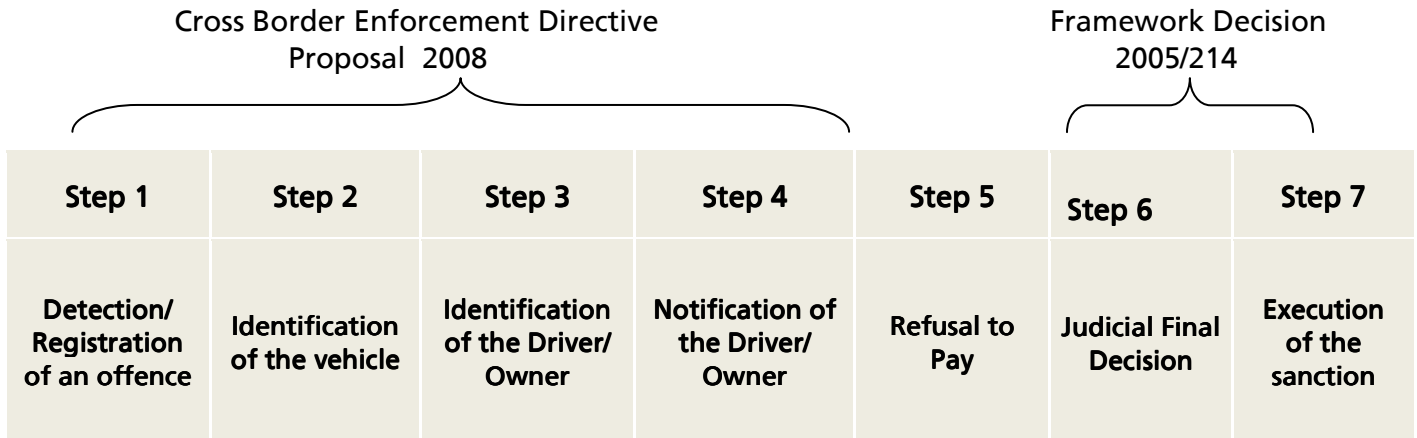 Cross Border Enforcement Directive
Proposal 2008
Framework Decision
2005/214
Step 1
Step 2
Step 3
Step 4
Step 5
Step 6
Step 7
Detection/
Registration
of an offence
Identification
of the vehicle
Identification
of the Driver/
Owner
Notification of
the Driver/
Owner
Refusal to
Pay
Judicial Final
Decision
Execution
of the
sanction